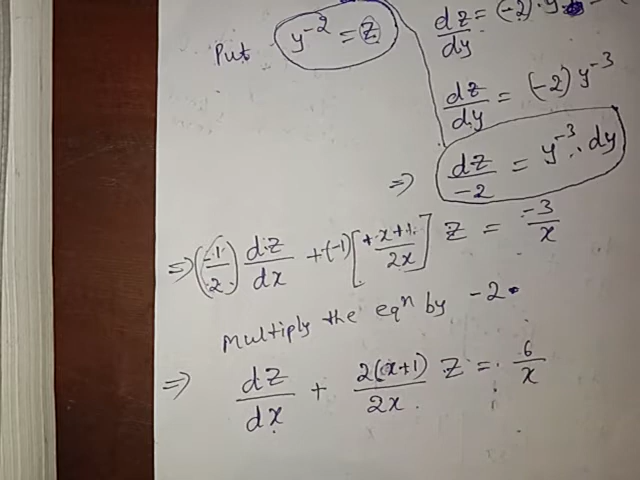 Put y⁻² = z
dz/dy = (-2) . y
dz/dy = (-2) y⁻³
⇒ dz/-2 = y⁻³ . dy
⇒ (-1/2) dz/dx + (-1) [+x+1/2x] z = -3/x
Multiply the eqⁿ by -2.
⇒ dz/dx + 2(x+1)/2x z = 6/x